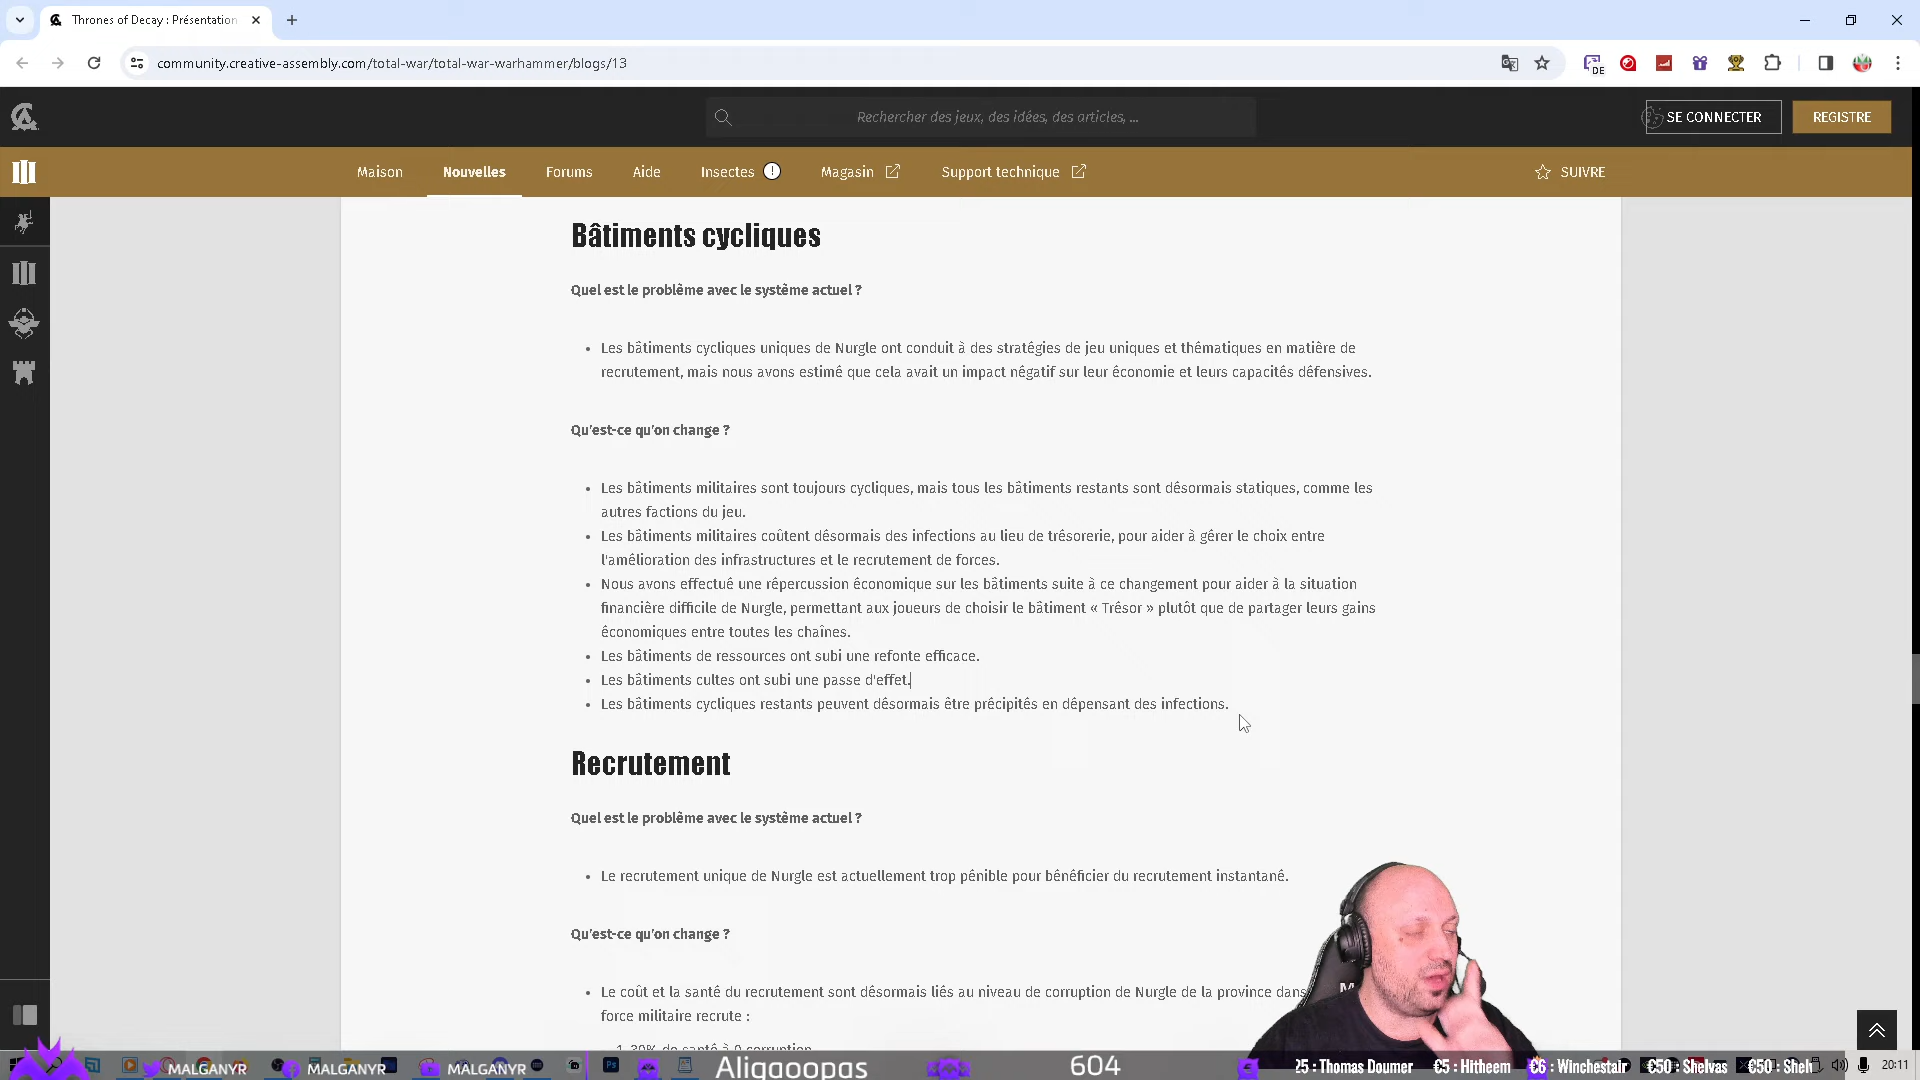 Thrones of Decay : Présentation
community.creative-assembly.com/total-war/total-war-warhammer/blogs/13
DE
Rechercher des jeux, des idées, des articles, ...
SE CONNECTER
REGISTRE
Maison
Nouvelles
Forums
Aide
Insectes
Magasin
Support technique
SUIVRE
Bâtiments cycliques
Quel est le problème avec le système actuel ?
Les bâtiments cycliques uniques de Nurgle ont conduit à des stratégies de jeu uniques et thématiques en matière de
recrutement, mais nous avons estimé que cela avait un impact négatif sur leur économie et leurs capacités défensives.
Qu'est-ce qu'on change ?
Les bâtiments militaires sont toujours cycliques, mais tous les bâtiments restants sont désormais statiques, comme les
autres factions du jeu.
Les bâtiments militaires coûtent désormais des infections au lieu de trésorerie, pour aider à gérer le choix entre
l'amélioration des infrastructures et le recrutement de forces.
Nous avons effectué une répercussion économique sur les bâtiments suite à ce changement pour aider à la situation
financière difficile de Nurgle, permettant aux joueurs de choisir le bâtiment « Trésor » plutôt que de partager leurs gains
économiques entre toutes les chaînes.
Les bâtiments de ressources ont subi une refonte efficace.
Les bâtiments cultes ont subi une passe d'effet.
Les bâtiments cycliques restants peuvent désormais être précipités en dépensant des infections.
Recrutement
Quel est le problème avec le système actuel ?
Le recrutement unique de Nurgle est actuellement trop pénible pour bénéficier du recrutement instantané.
Qu'est-ce qu'on change ?
Le coût et la santé du recrutement sont désormais liés au niveau de corruption de Nurgle de la province dans
force militaire recrute :
1. 30% de santé à 0 corruption
MALGANYR
MALGANYR
MALGANYR
Aligaoopas
604
25 : Thomas Doumer
€5 : Hitheem
€6 : Winchestair
€50 : Shelvas
€50 : Shel
20:11